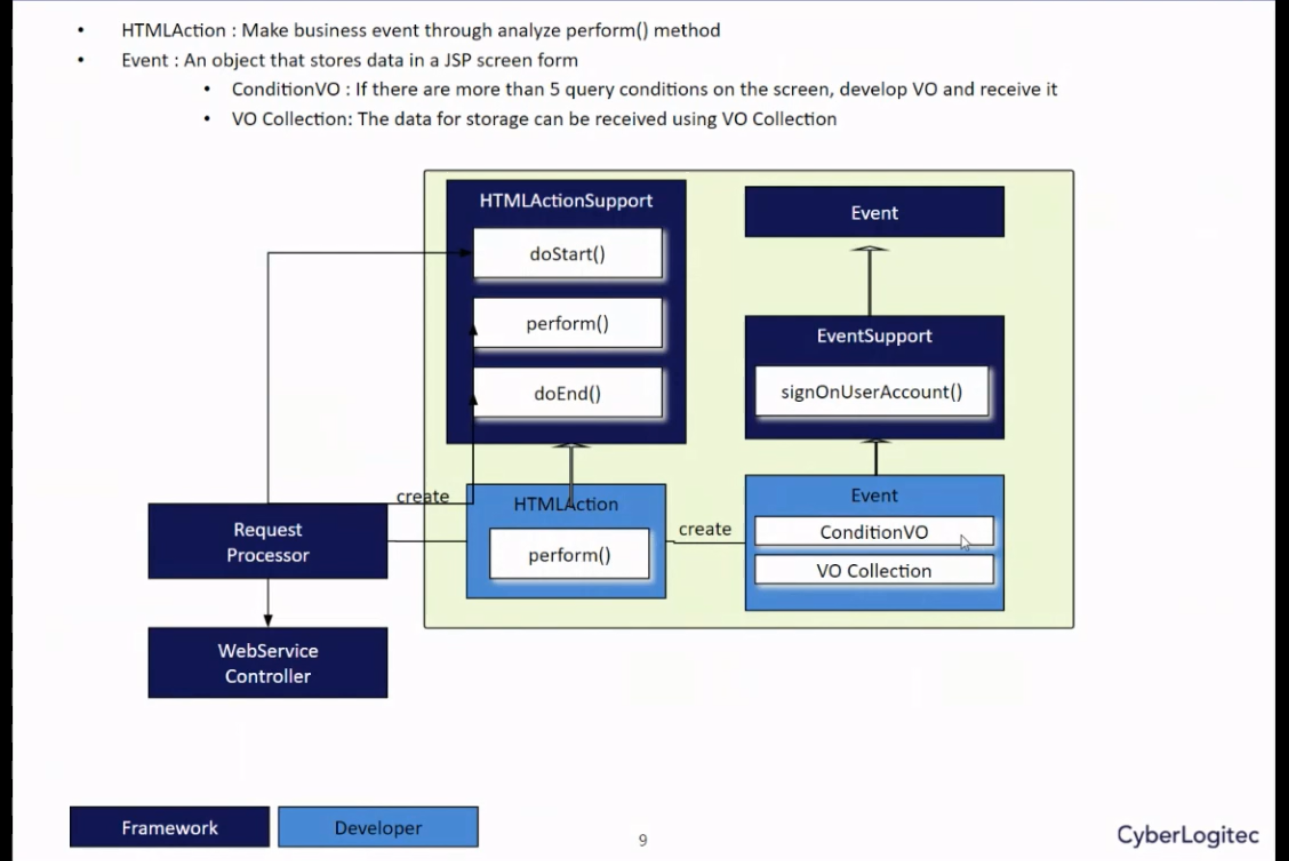 • HTMLAction : Make business event through analyze perform() method
• Event : An object that stores data in a JSP screen form
• ConditionVO : If there are more than 5 query conditions on the screen, develop VO and receive it
• VO Collection: The data for storage can be received using VO Collection
HTMLActionSupport
doStart()
perform()
doEnd()
Event
EventSupport
signOnUserAccount()
create
HTMLAction
perform()
create
Event
ConditionVO
VO Collection
Request
Processor
WebService
Controller
Framework
Developer
9
CyberLogitec